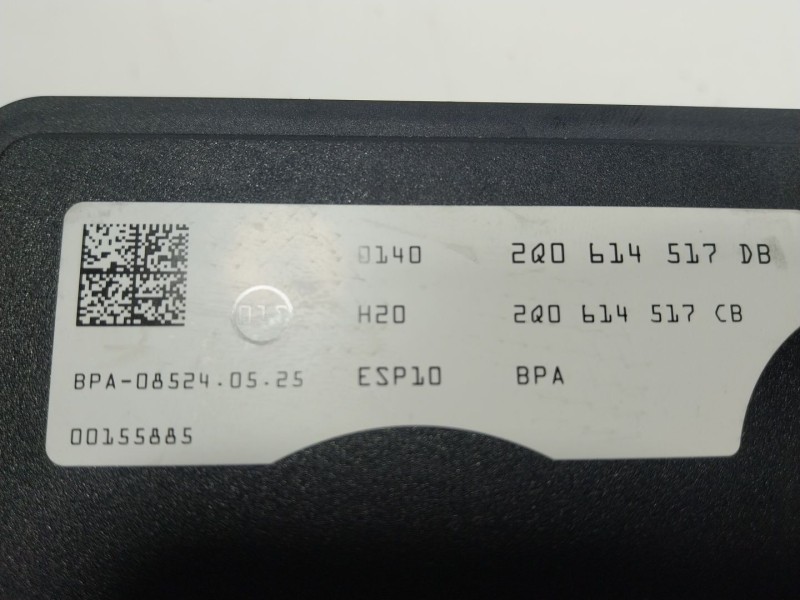 0140 2Q0 614 517 DB
H20 2Q0 614 517 CB
BPA-08524.05.25 ESP10 BPA
00155885